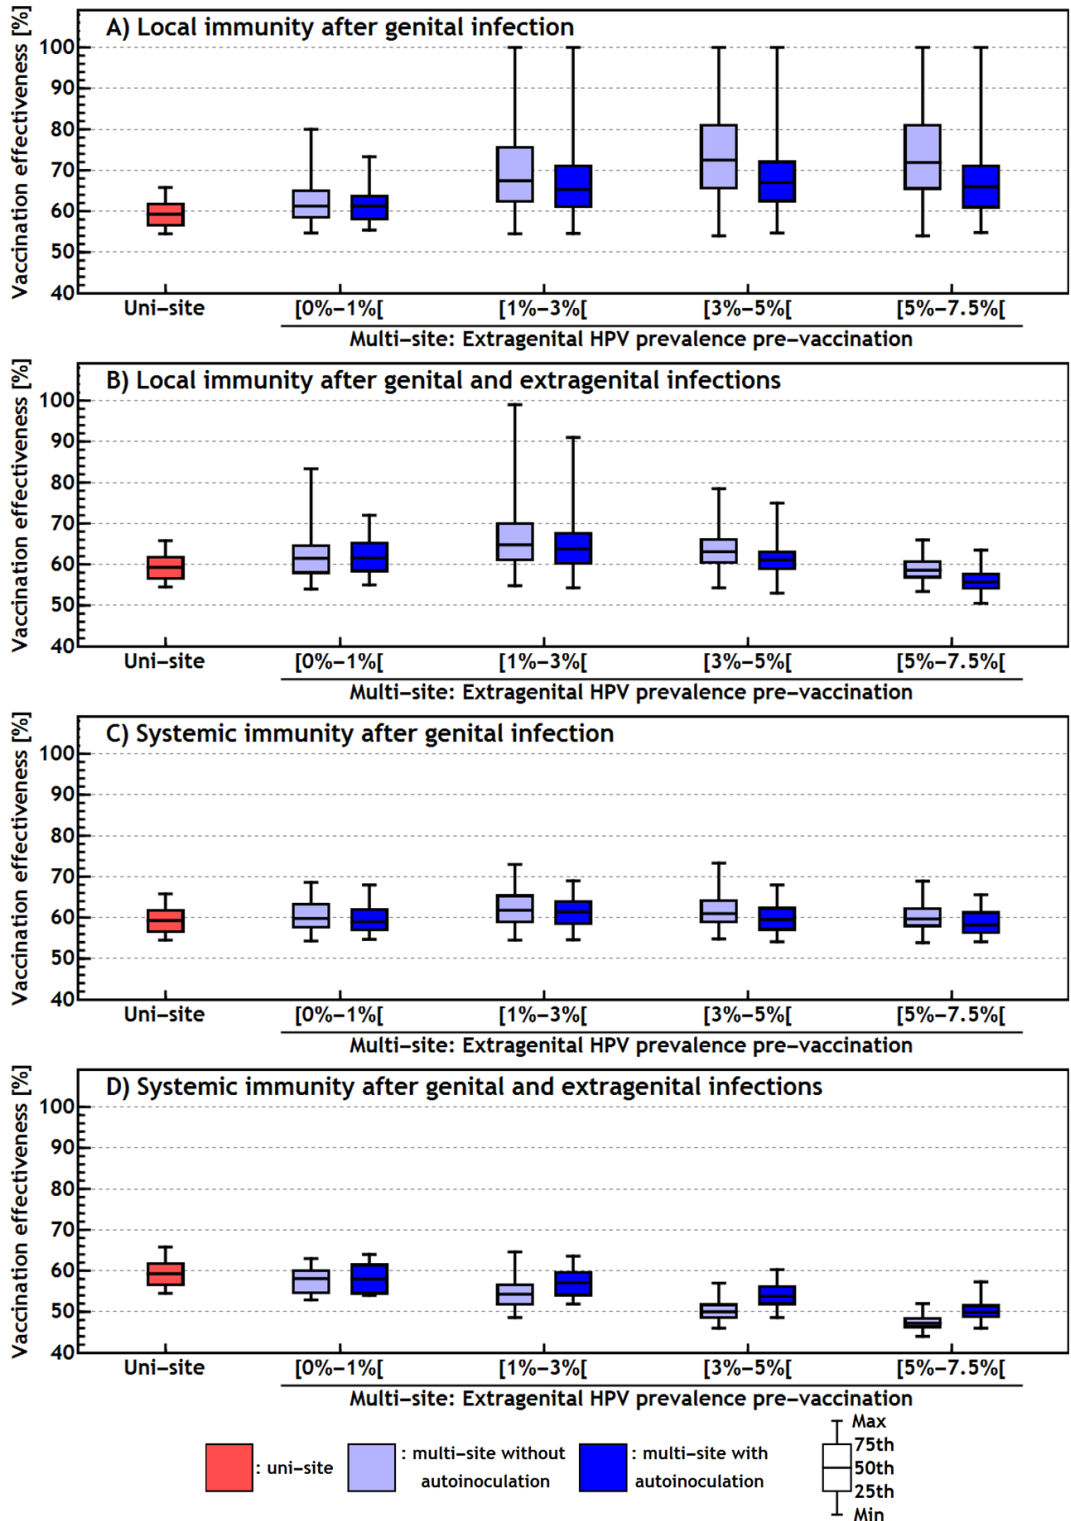 A) Local immunity after genital infection
Vaccination effectiveness [%]
100
90
80
70
60
50
40
Uni-site
[0%-1%[
[1%-3%[
[3%-5%[
[5%-7.5%[
Multi-site: Extragenital HPV prevalence pre-vaccination
B) Local immunity after genital and extragenital infections
Vaccination effectiveness [%]
100
90
80
70
60
50
40
Uni-site
[0%-1%[
[1%-3%[
[3%-5%[
[5%-7.5%[
Multi-site: Extragenital HPV prevalence pre-vaccination
C) Systemic immunity after genital infection
Vaccination effectiveness [%]
100
90
80
70
60
50
40
Uni-site
[0%-1%[
[1%-3%[
[3%-5%[
[5%-7.5%[
Multi-site: Extragenital HPV prevalence pre-vaccination
D) Systemic immunity after genital and extragenital infections
Vaccination effectiveness [%]
100
90
80
70
60
50
40
Uni-site
[0%-1%[
[1%-3%[
[3%-5%[
[5%-7.5%[
Multi-site: Extragenital HPV prevalence pre-vaccination
: uni-site
: multi-site without
autoinoculation
: multi-site with
autoinoculation
Max
75th
50th
25th
Min